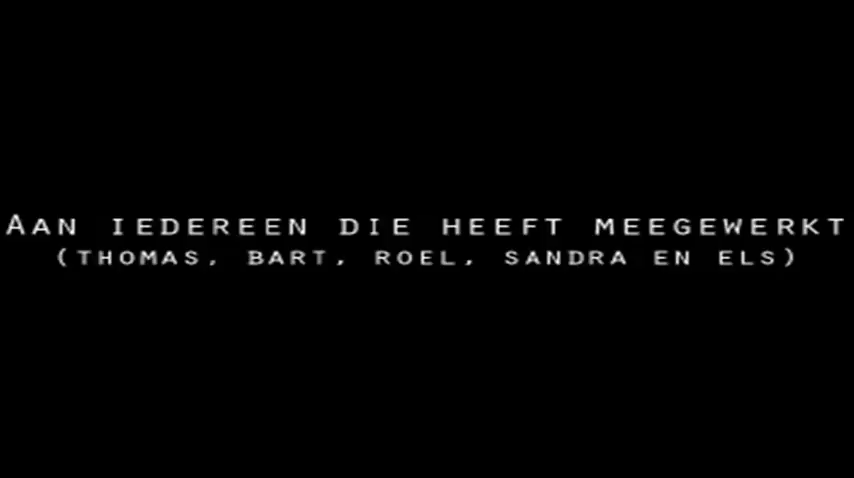 Aan iedereen die heeft meegewerkt
(Thomas, Bart, Roel, Sandra en Els)